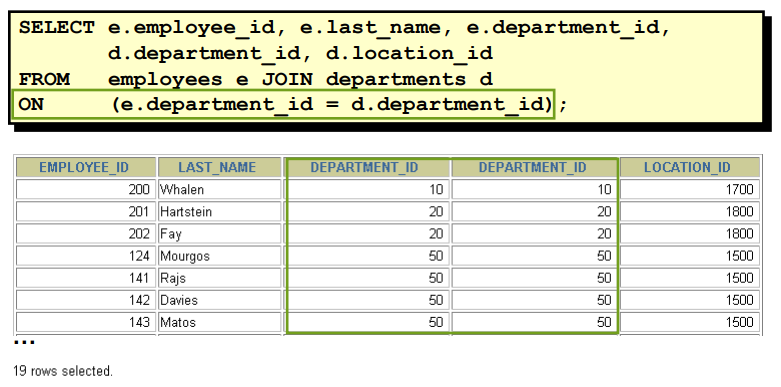 SELECT e.employee_id, e.last_name, e.department_id,
d.department_id, d.location_id
FROM employees e JOIN departments d
ON (e.department_id = d.department_id);
EMPLOYEE_ID LAST_NAME DEPARTMENT_ID DEPARTMENT_ID LOCATION_ID
200 Whalen 10 10 1700
201 Hartstein 20 20 1800
202 Fay 20 20 1800
124 Mourgos 50 50 1500
141 Rajs 50 50 1500
142 Davies 50 50 1500
143 Matos 50 50 1500
...
19 rows selected.